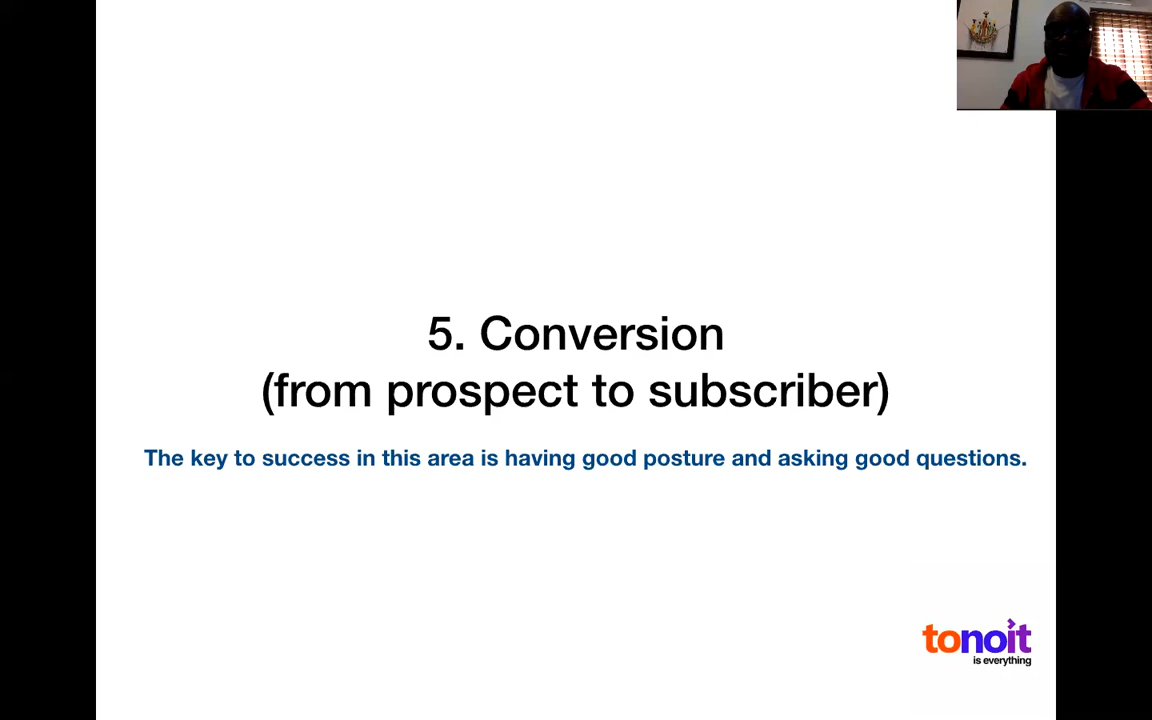 5. Conversion
(from prospect to subscriber)
The key to success in this area is having good posture and asking good questions.
tonoit
is everything